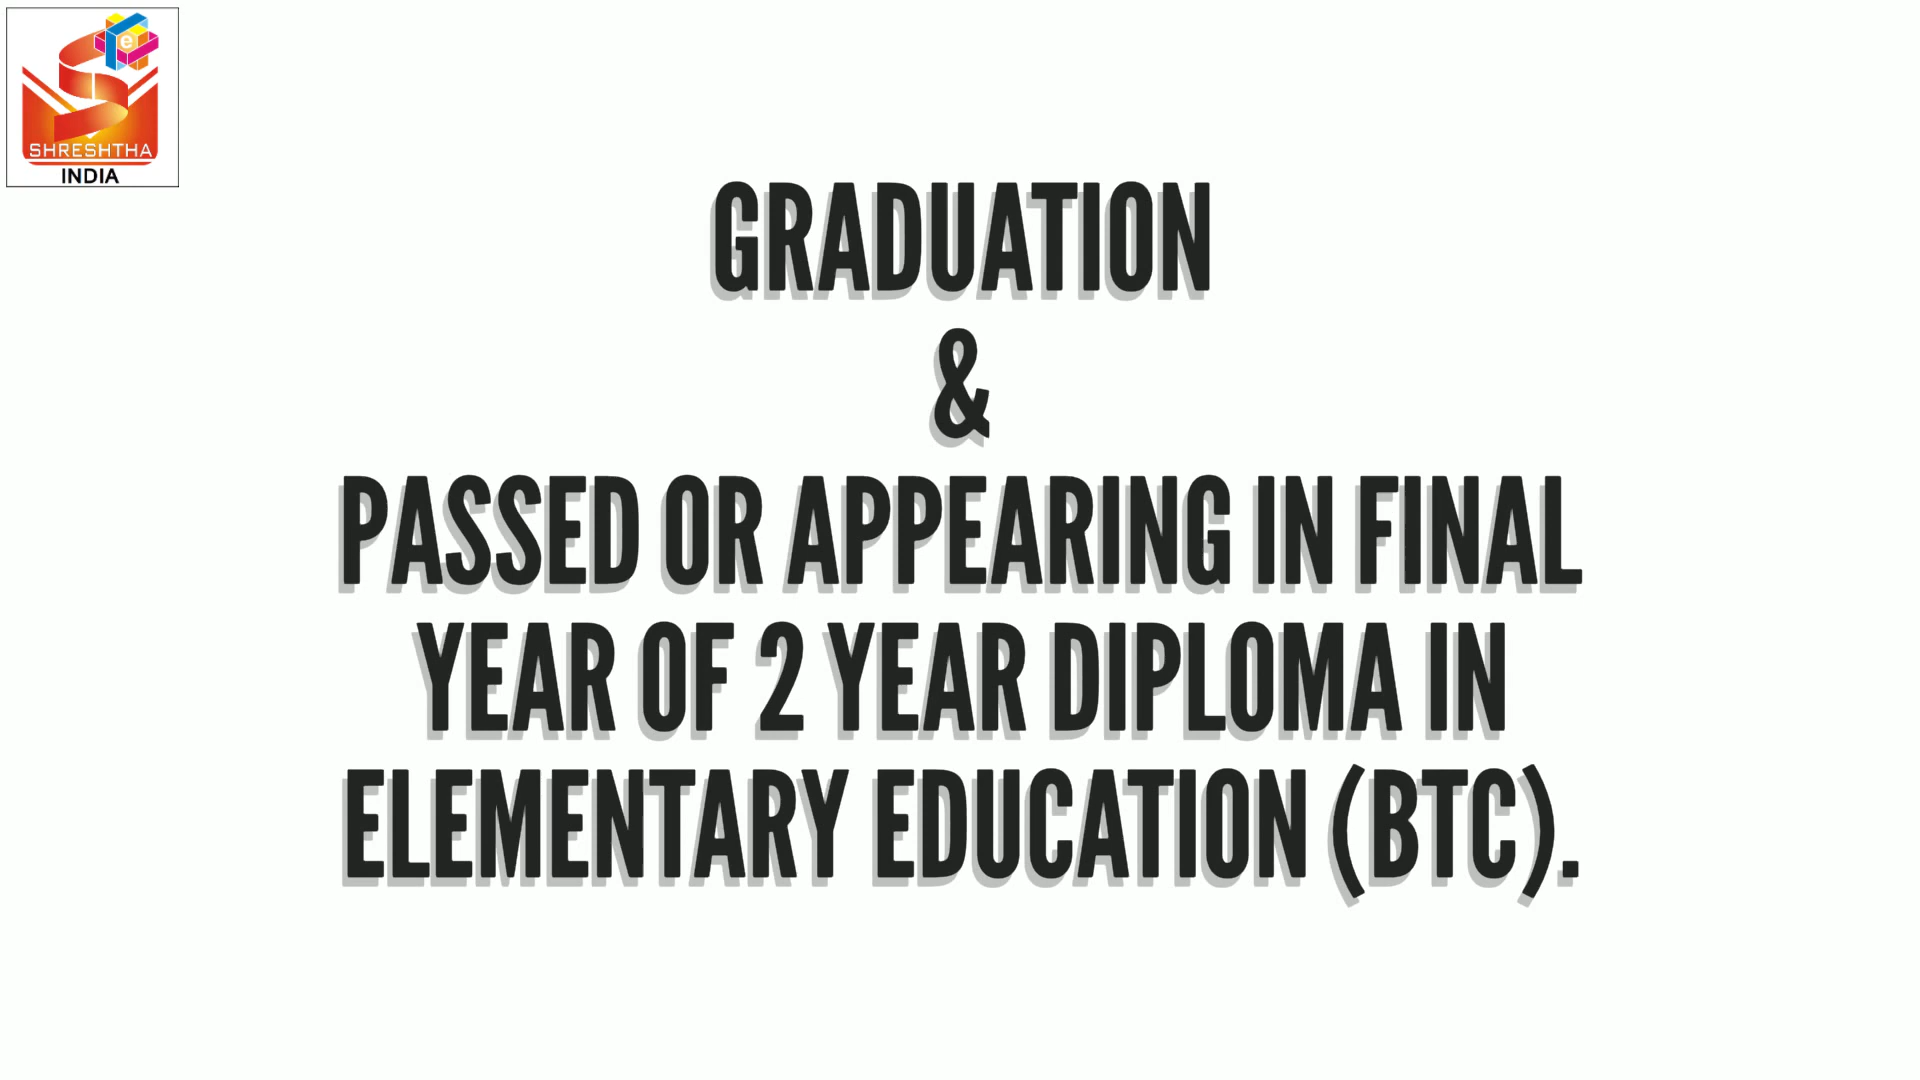 e
SHRESHTHA
INDIA
GRADUATION
&
PASSED OR APPEARING IN FINAL
YEAR OF 2 YEAR DIPLOMA IN
ELEMENTARY EDUCATION (BTC).